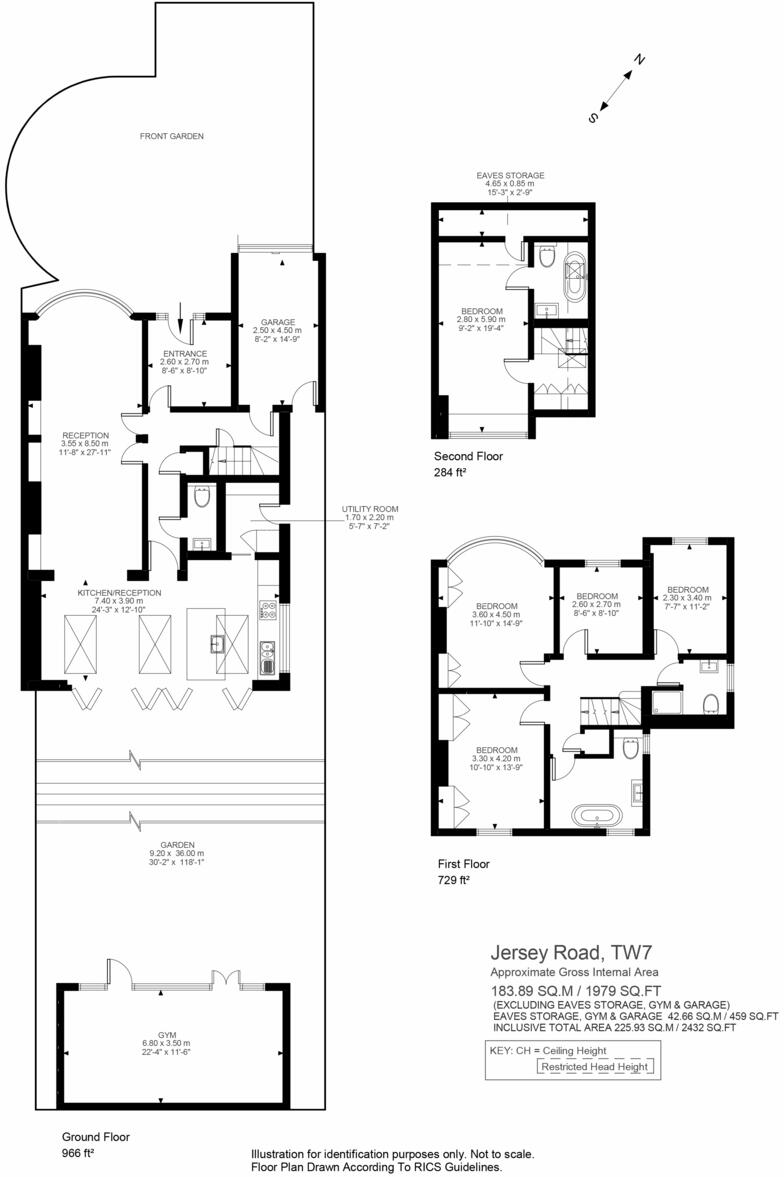 N
S
FRONT GARDEN
EAVES STORAGE
4.65 x 0.85 m
15'-3" x 2'-9"
BEDROOM
2.80 x 5.90 m
9'-2" x 19'-4"
Second Floor
284 ft²
GARAGE
2.50 x 4.50 m
8'-2" x 14'-9"
ENTRANCE
2.60 x 2.70 m
8'-6" x 8'-10"
RECEPTION
3.55 x 8.50 m
11'-8" x 27'-11"
UTILITY ROOM
1.70 x 2.20 m
5'-7" x 7'-2"
KITCHEN/RECEPTION
7.40 x 3.90 m
24'-3" x 12'-10"
BEDROOM
3.60 x 4.50 m
11'-10" x 14'-9"
BEDROOM
2.60 x 2.70 m
8'-6" x 8'-10"
BEDROOM
2.30 x 3.40 m
7'-7" x 11'-2"
BEDROOM
3.30 x 4.20 m
10'-10" x 13'-9"
First Floor
729 ft²
GARDEN
9.20 x 36.00 m
30'-2" x 118'-1"
GYM
6.80 x 3.50 m
22'-4" x 11'-6"
Ground Floor
966 ft²
Jersey Road, TW7
Approximate Gross Internal Area
183.89 SQ.M / 1979 SQ.FT
(EXCLUDING EAVES STORAGE, GYM & GARAGE)
EAVES STORAGE, GYM & GARAGE 42.66 SQ.M / 459 SQ.FT
INCLUSIVE TOTAL AREA 225.93 SQ.M / 2432 SQ.FT
KEY: CH = Ceiling Height
Restricted Head Height
Illustration for identification purposes only. Not to scale.
Floor Plan Drawn According To RICS Guidelines.